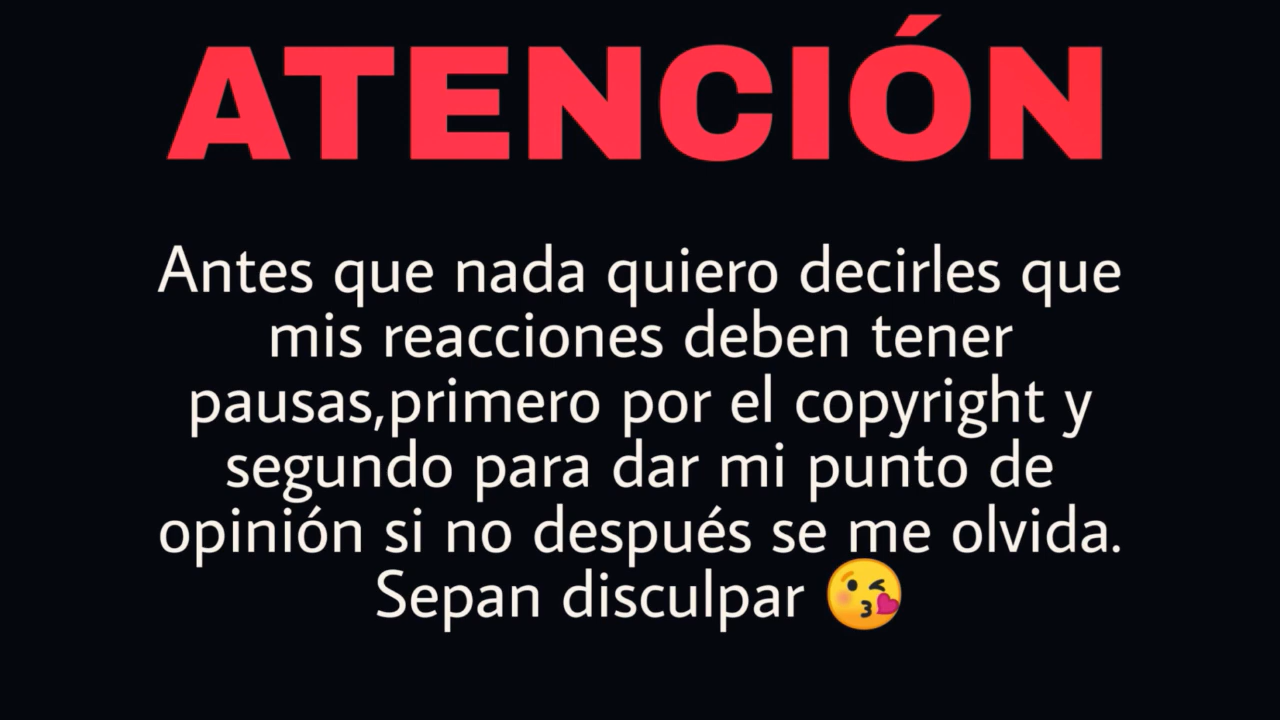 ATENCIÓN
Antes que nada quiero decirles que
mis reacciones deben tener
pausas,primero por el copyright y
segundo para dar mi punto de
opinión si no después se me olvida.
Sepan disculpar 😘